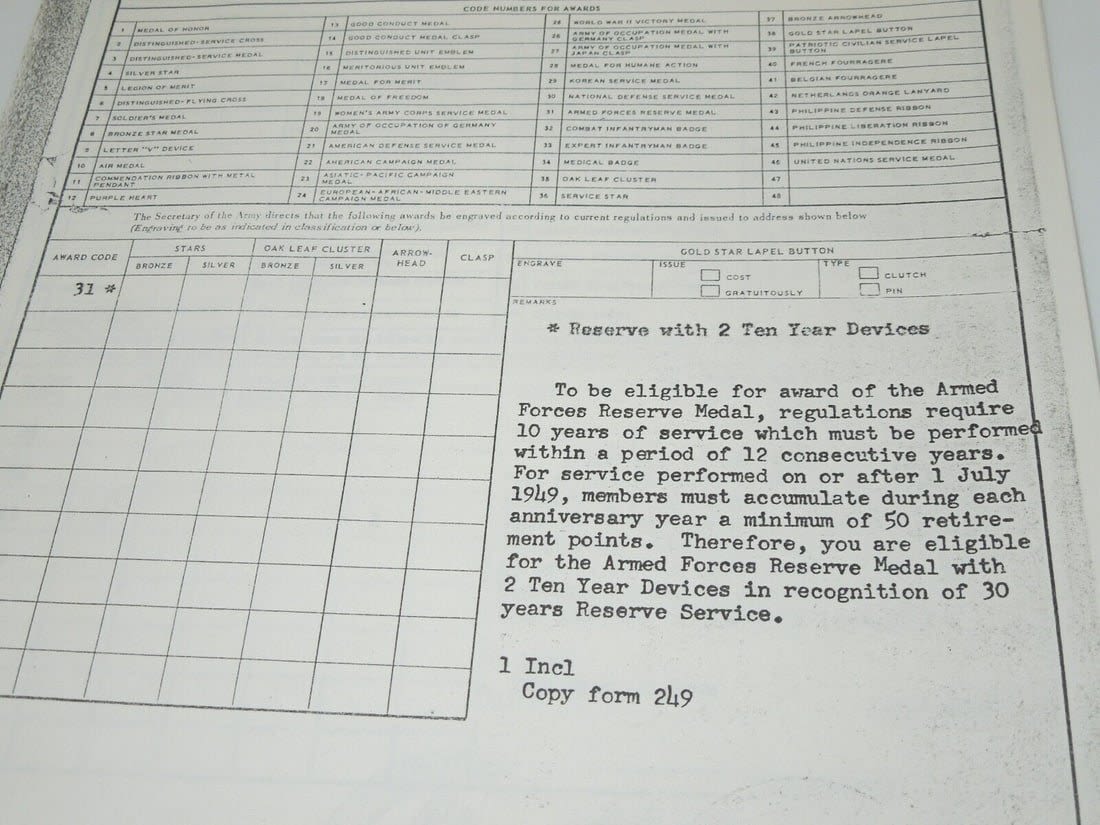 CODE NUMBERS FOR AWARDS
1 MEDAL OF HONOR
2 DISTINGUISHED-SERVICE CROSS
3 DISTINGUISHED-SERVICE MEDAL
4 SILVER STAR
5 LEGION OF MERIT
6 DISTINGUISHED-FLYING CROSS
7 SOLDIER'S MEDAL
8 BRONZE STAR MEDAL
9 LETTER "V" DEVICE
10 AIR MEDAL
11 COMMENDATION RIBBON WITH METAL
PENDANT
12 PURPLE HEART
13 GOOD CONDUCT MEDAL
14 GOOD CONDUCT MEDAL CLASP
15 DISTINGUISHED UNIT EMBLEM
16 MERITORIOUS UNIT EMBLEM
17 MEDAL FOR MERIT
18 MEDAL OF FREEDOM
19 WOMEN'S ARMY CORPS SERVICE MEDAL
20 ARMY OF OCCUPATION OF GERMANY
MEDAL
21 AMERICAN DEFENSE SERVICE MEDAL
22 AMERICAN CAMPAIGN MEDAL
23 ASIATIC-PACIFIC CAMPAIGN
MEDAL
24 EUROPEAN-AFRICAN-MIDDLE EASTERN
CAMPAIGN MEDAL
25 WORLD WAR II VICTORY MEDAL
26 ARMY OF OCCUPATION MEDAL WITH
GERMANY CLASP
27 ARMY OF OCCUPATION MEDAL WITH
JAPAN CLASP
28 MEDAL FOR HUMANE ACTION
29 KOREAN SERVICE MEDAL
30 NATIONAL DEFENSE SERVICE MEDAL
31 ARMED FORCES RESERVE MEDAL
32 COMBAT INFANTRYMAN BADGE
33 EXPERT INFANTRYMAN BADGE
34 MEDICAL BADGE
35 OAK LEAF CLUSTER
36 SERVICE STAR
37 BRONZE ARROWHEAD
38 GOLD STAR LAPEL BUTTON
39 PATRIOTIC CIVILIAN SERVICE LAPEL
BUTTON
40 FRENCH FOURRAGERE
41 BELGIAN FOURRAGERE
42 NETHERLANDS ORANGE LANYARD
43 PHILIPPINE DEFENSE RIBBON
44 PHILIPPINE LIBERATION RIBBON
45 PHILIPPINE INDEPENDENCE RIBBON
46 UNITED NATIONS SERVICE MEDAL
47
48
The Secretary of the Army directs that the following awards be engraved according to current regulations and issued to address shown below
(Engraving to be as indicated in classification or below).
AWARD CODE
STARS
BRONZE SILVER
OAK LEAF CLUSTER
BRONZE SILVER
ARROW-
HEAD
CLASP
31 *
GOLD STAR LAPEL BUTTON
ENGRAVE
ISSUE
COST
GRATUITOUSLY
TYPE
CLUTCH
PIN
REMARKS
* Reserve with 2 Ten Year Devices
To be eligible for award of the Armed
Forces Reserve Medal, regulations require
10 years of service which must be performed
within a period of 12 consecutive years.
For service performed on or after 1 July
1949, members must accumulate during each
anniversary year a minimum of 50 retire-
ment points. Therefore, you are eligible
for the Armed Forces Reserve Medal with
2 Ten Year Devices in recognition of 30
years Reserve Service.
1 Incl
Copy form 249